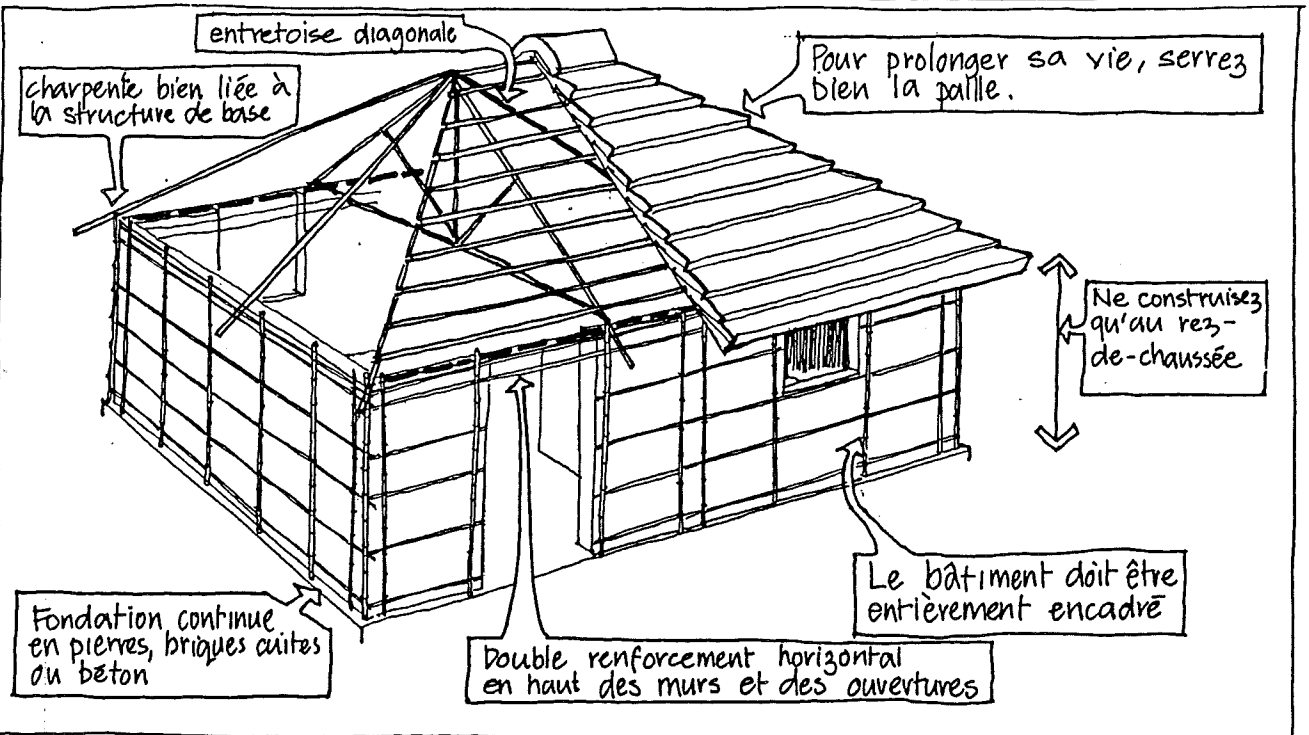 entretoise diagonale
charpente bien liée à
la structure de base
Pour prolonger sa vie, serrez
bien la paille.
Ne construisez
qu'au rez-
de-chaussée
Le bâtiment doit être
entièrement encadré
Fondation continue
en pierres, briques cuites
ou béton
Double renforcement horizontal
en haut des murs et des ouvertures